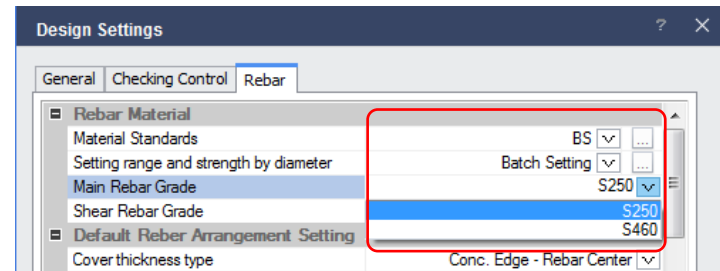 Design Settings ? X
General Checking Control Rebar
Rebar Material
Material Standards BS ...
Setting range and strength by diameter Batch Setting ...
Main Rebar Grade S250
Shear Rebar Grade S250
S460
Default Reber Arrangement Setting
Cover thickness type Conc. Edge - Rebar Center